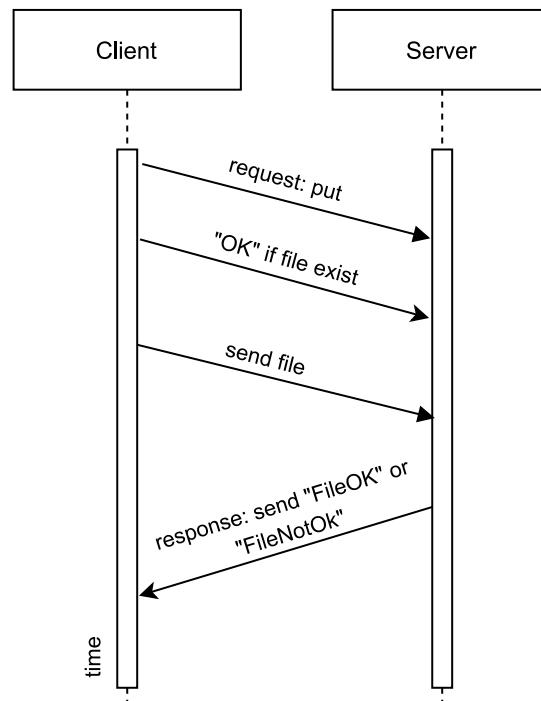 Client
Server
request: put
"OK" if file exist
send file
response: send "FileOK" or
"FileNotOk"
time